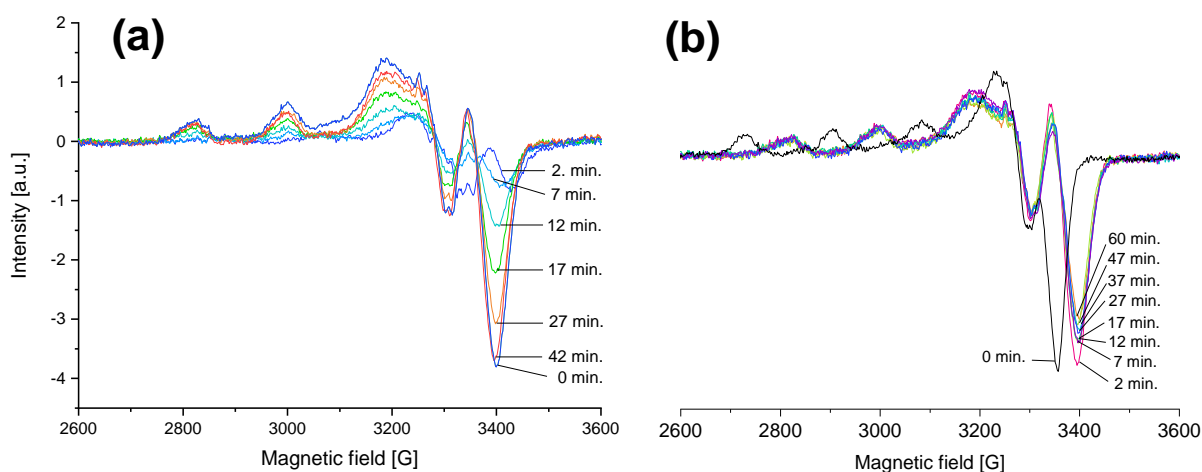 (a)
2
1
0
-1
-2
-3
-4
Intensity [a.u.]
2. min.
7 min.
12 min.
17 min.
27 min.
42 min.
0 min.
2600
2800
3000
3200
3400
3600
Magnetic field [G]
(b)
60 min.
47 min.
37 min.
27 min.
17 min.
12 min.
7 min.
2 min.
0 min.
2600
2800
3000
3200
3400
3600
Magnetic field [G]